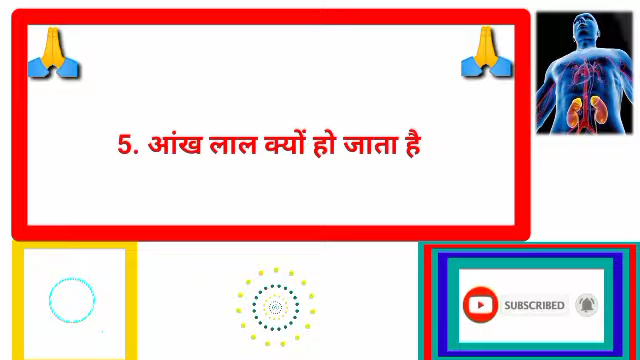 5. आंख लाल क्यों हो जाता है
SUBSCRIBED